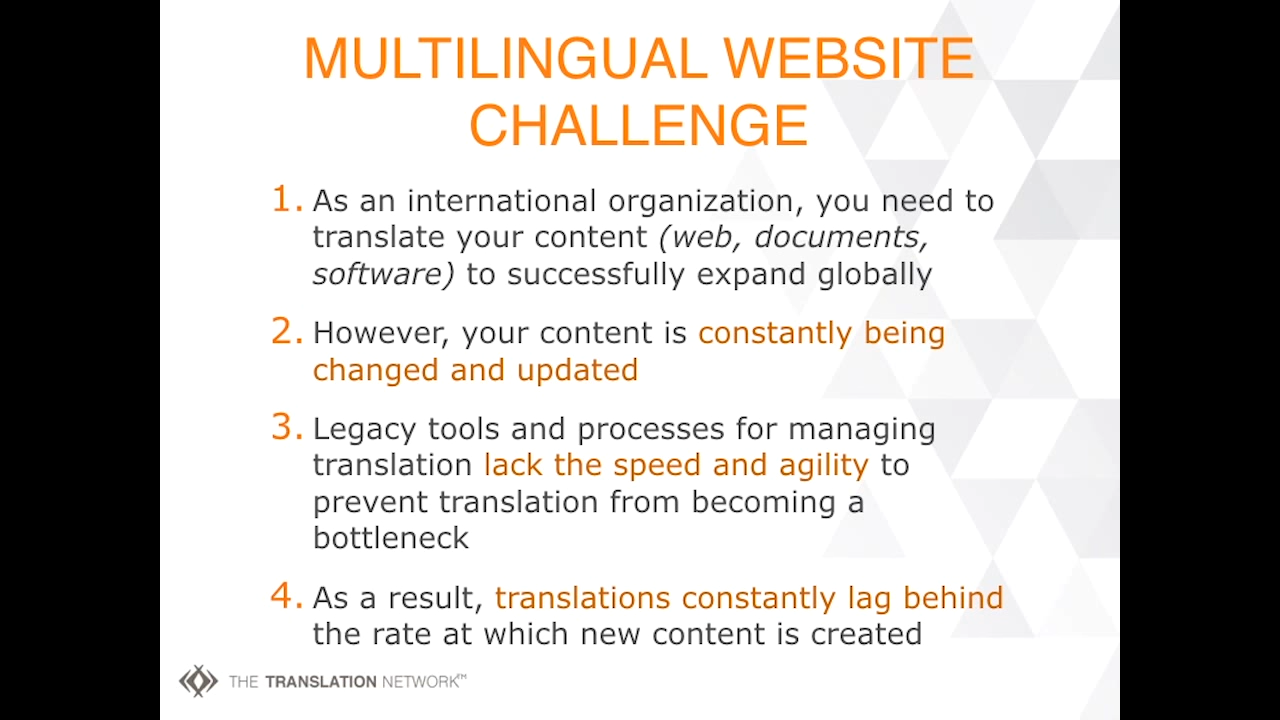 MULTILINGUAL WEBSITE
CHALLENGE
1. As an international organization, you need to
translate your content (web, documents,
software) to successfully expand globally
2. However, your content is constantly being
changed and updated
3. Legacy tools and processes for managing
translation lack the speed and agility to
prevent translation from becoming a
bottleneck
4. As a result, translations constantly lag behind
the rate at which new content is created
THE TRANSLATION NETWORK™